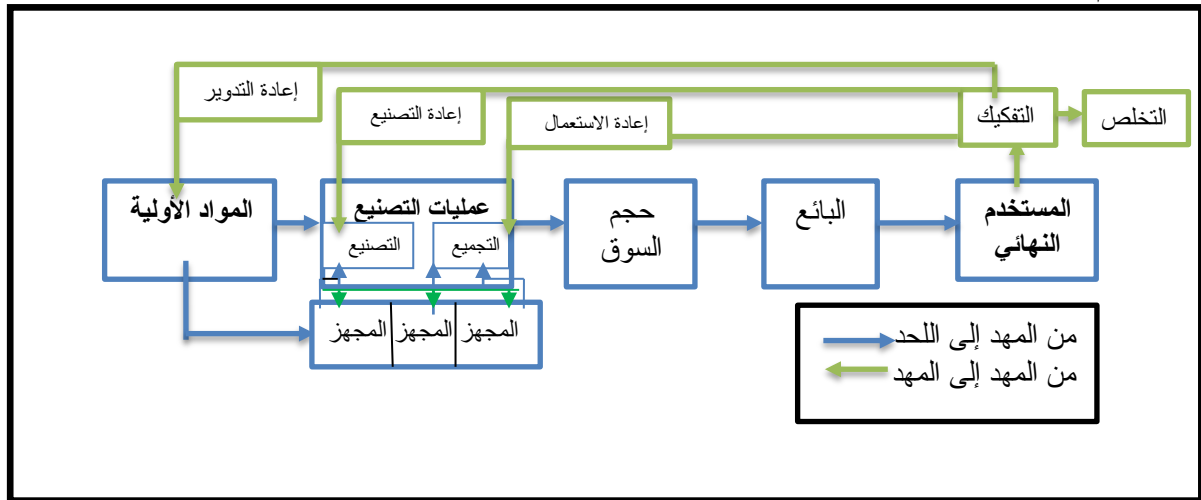 إعادة التدوير
إعادة التصنيع
إعادة الاستعمال
التفكيك
التخلص
المواد الأولية
عمليات التصنيع
التصنيع
التجميع
حجم
السوق
البائع
المستخدم
النهائي
المجهز
المجهز
المجهز
من المهد إلى اللحد
من المهد إلى المهد